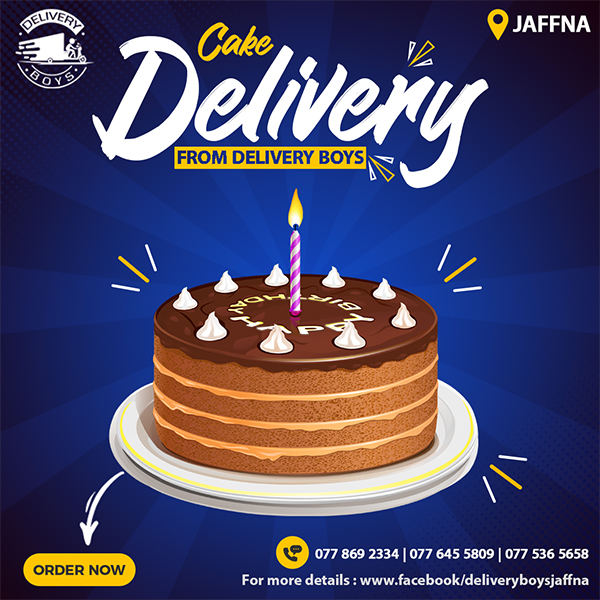 DELIVERY
BOYS
JAFFNA
Cake
Delivery
FROM DELIVERY BOYS
HAPPY
BIRTHDAY
ORDER NOW
077 869 2334 | 077 645 5809 | 077 536 5658
For more details : www.facebook/deliveryboysjaffna